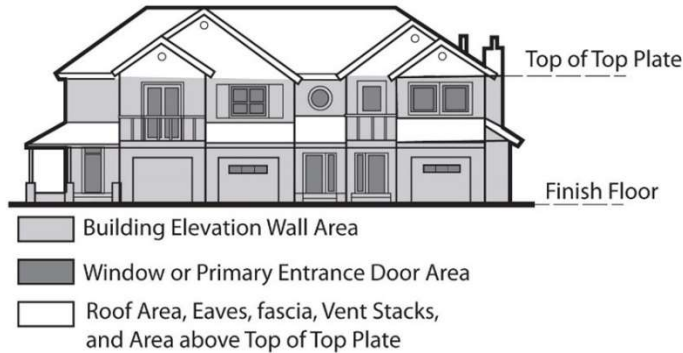 Top of Top Plate
Finish Floor
Building Elevation Wall Area
Window or Primary Entrance Door Area
Roof Area, Eaves, fascia, Vent Stacks,
and Area above Top of Top Plate